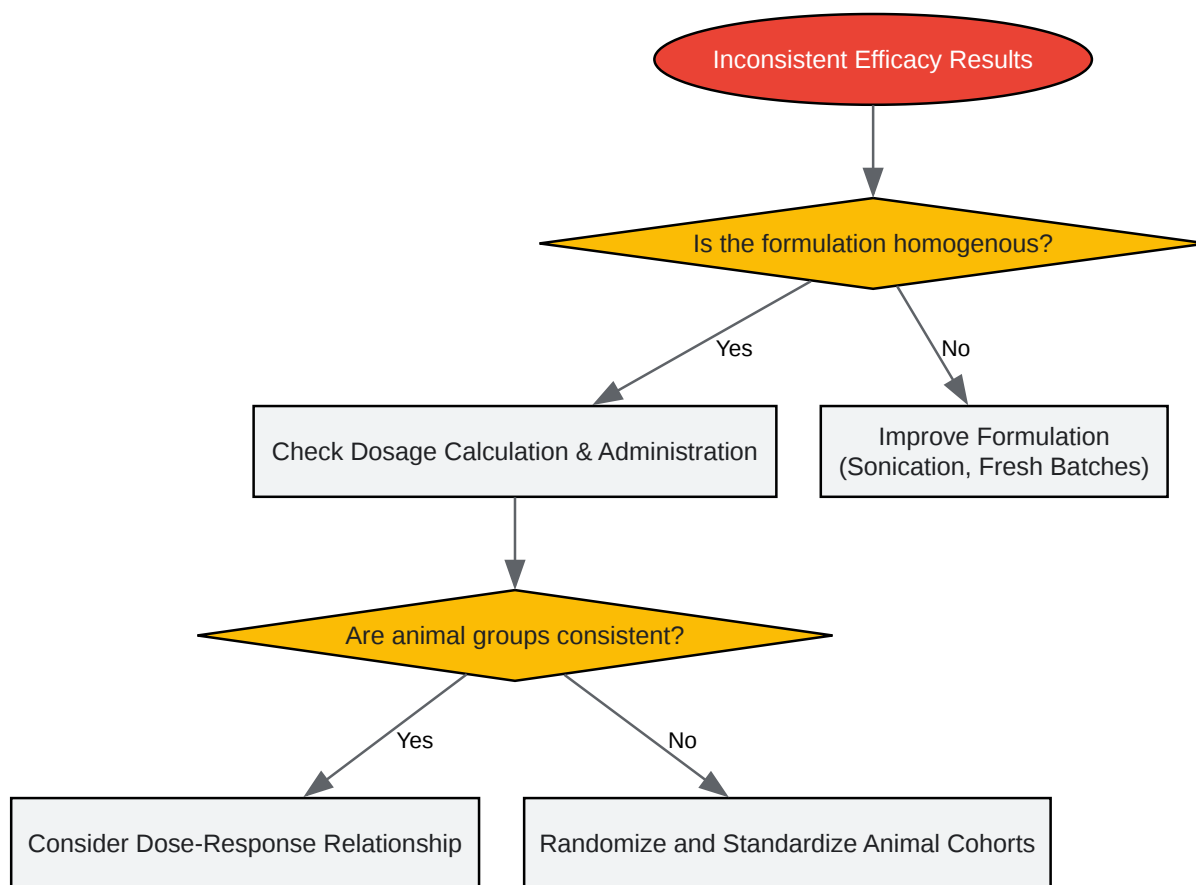 Inconsistent Efficacy Results
Is the formulation homogenous?
Yes
No
Check Dosage Calculation & Administration
Improve Formulation
(Sonication, Fresh Batches)
Are animal groups consistent?
Yes
No
Consider Dose-Response Relationship
Randomize and Standardize Animal Cohorts